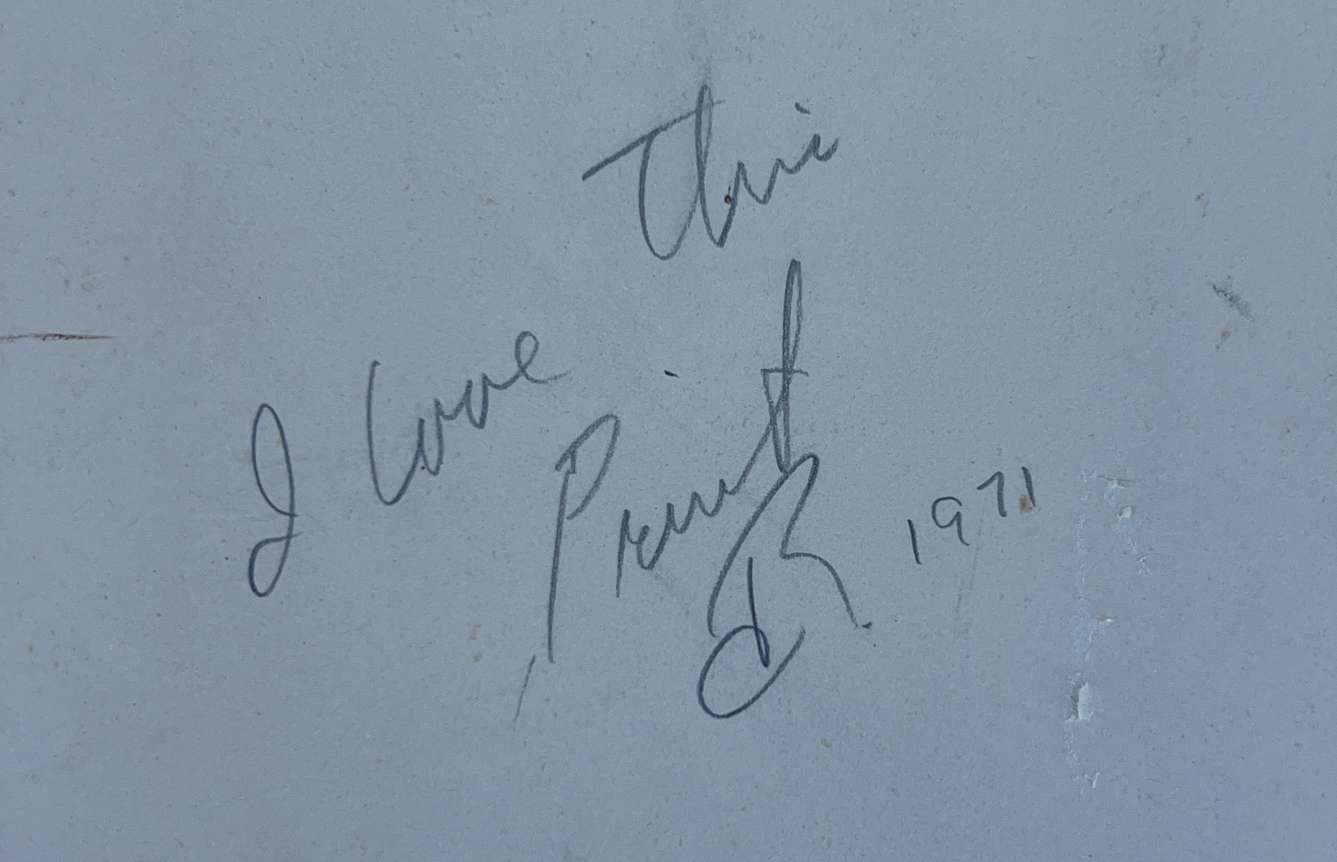 I love this
Print
R. 1971